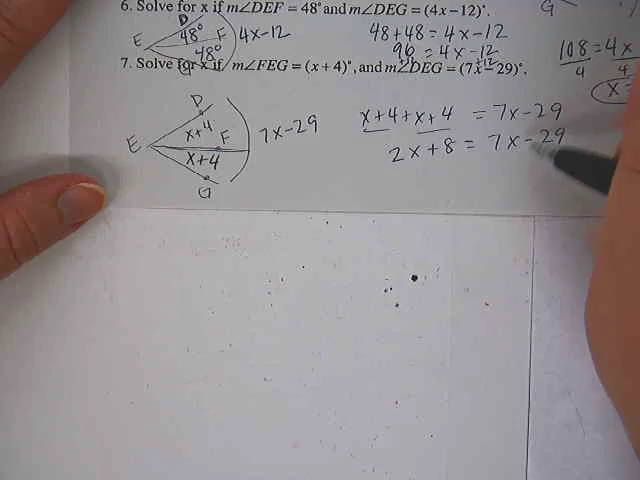 6. Solve for x if m∠DEF = 48° and m∠DEG = (4x−12)°.
G
D
E 48° F 4x−12
48°
G
48+48 = 4x−12
96 = 4x−12
+12 +12
108 = 4x
4 4
x =
7. Solve for x if m∠FEG = (x+4)°, and m∠DEG = (7x−29)°.
D
x+4 F
E 7x−29
x+4
G
x+4+x+4 = 7x−29
2x+8 = 7x−29